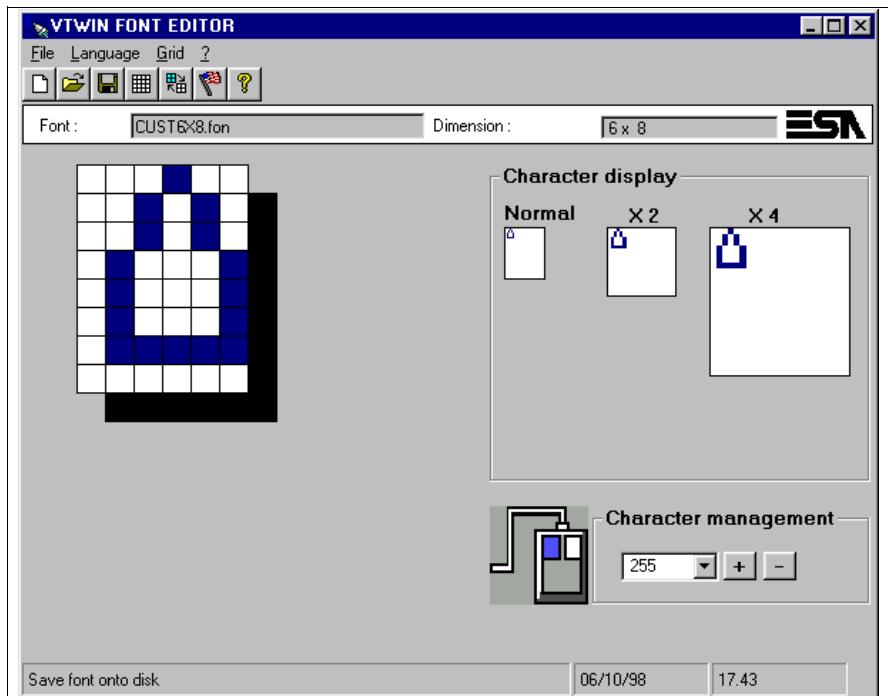 VTWIN FONT EDITOR
File Language Grid ?
Font : CUST6X8.fon Dimension : 6 x 8 ESA
Character display
Normal X 2 X 4
Character management
255 + -
Save font onto disk 06/10/98 17.43